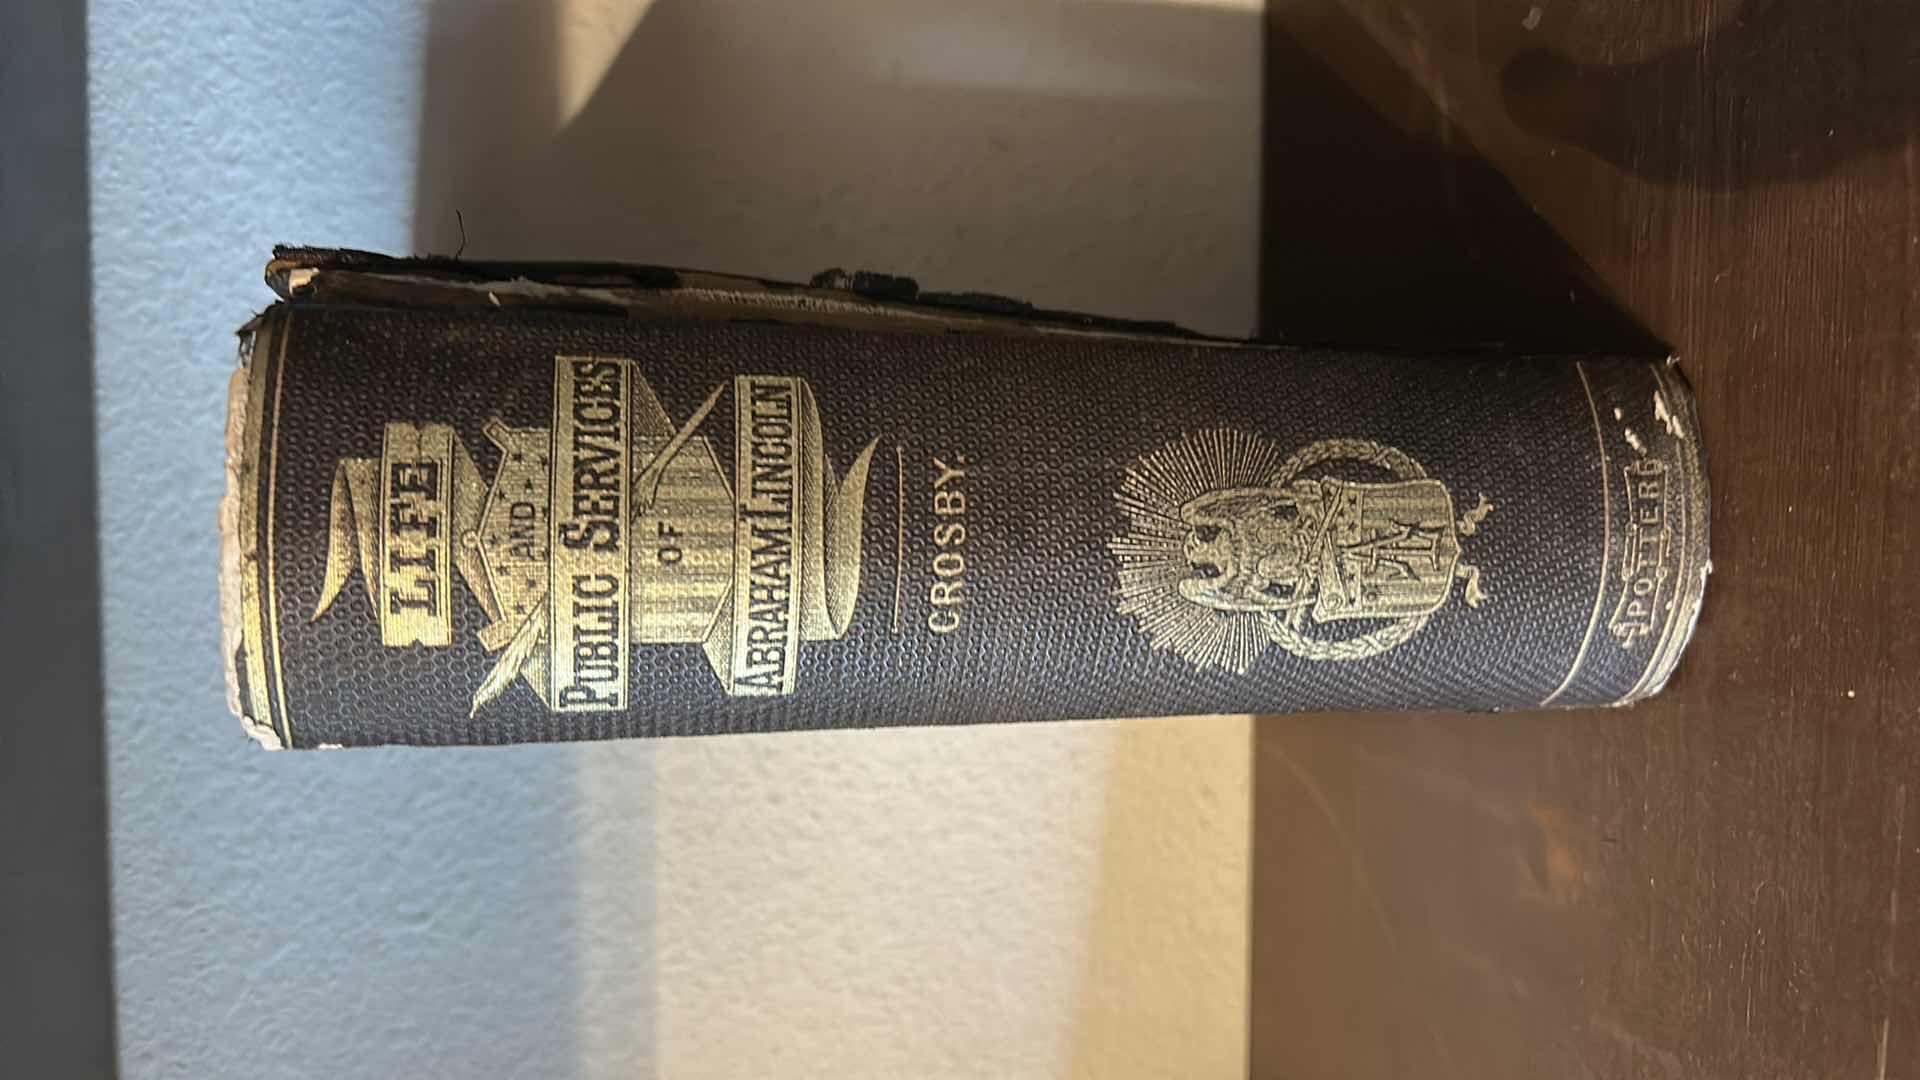 LIFE
AND
PUBLIC SERVICES
OF
ABRAHAM LINCOLN
CROSBY.
POTTER